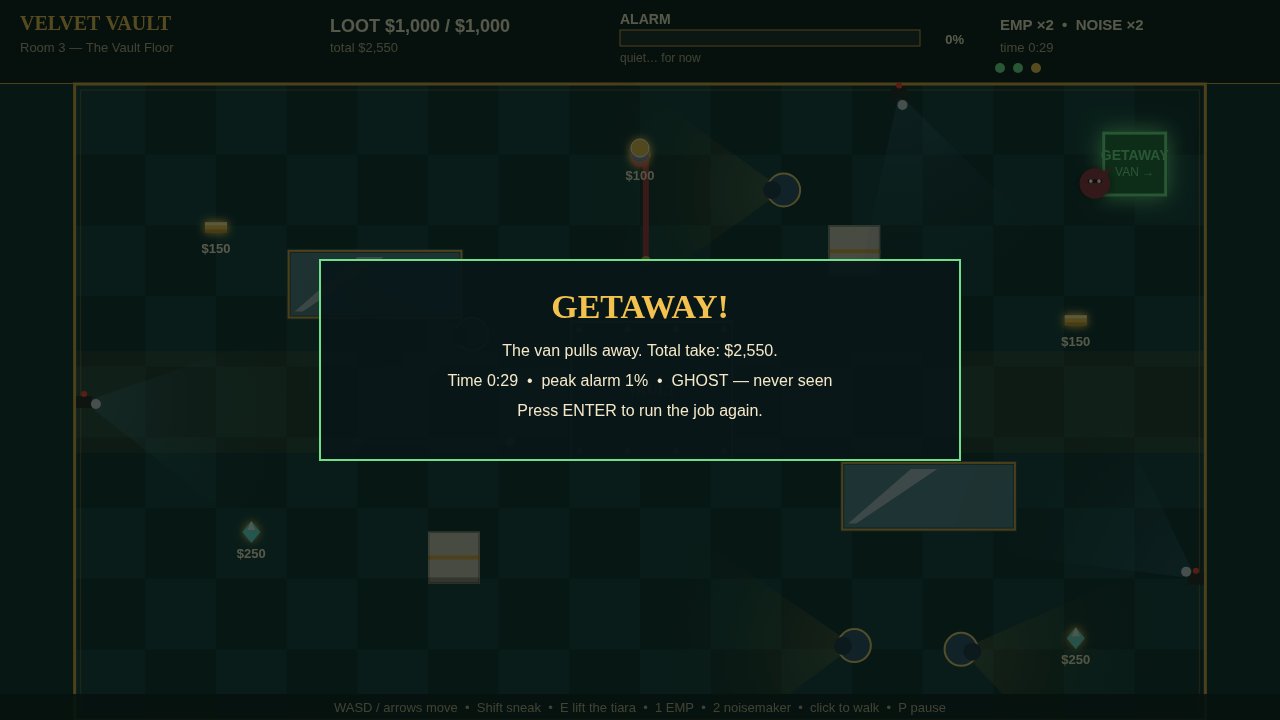 VELVET VAULT
Room 3 — The Vault Floor
LOOT $1,000 / $1,000
total $2,550
ALARM
0%
quiet… for now
EMP ×2 • NOISE ×2
time 0:29
$100
GETAWAY
VAN →
$150
$150
GETAWAY!
The van pulls away. Total take: $2,550.
Time 0:29 • peak alarm 1% • GHOST — never seen
Press ENTER to run the job again.
$250
$250
WASD / arrows move • Shift sneak • E lift the tiara • 1 EMP • 2 noisemaker • click to walk • P pause